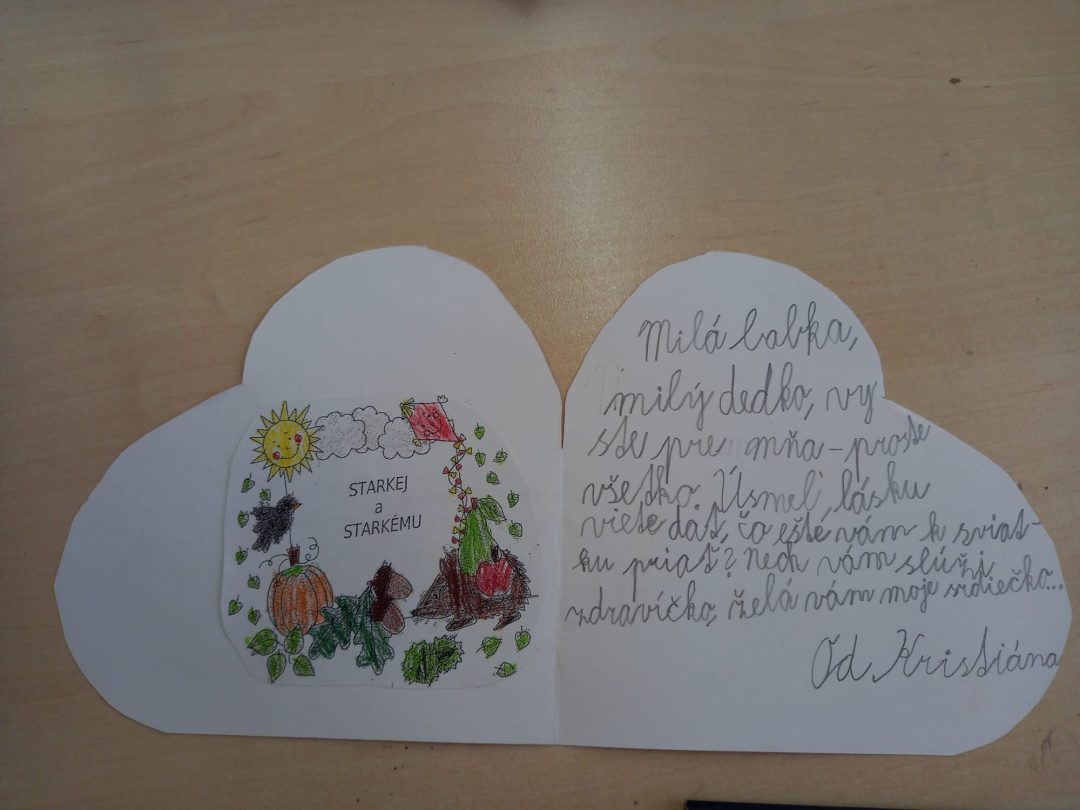 STARKEJ
a
STARKÉMU
Milá babka,
milý dedko, vy
ste pre mňa - proste
všetko. Úsmel, lásku
viete dať, čo ešte vám k sviat-
ku priať? Nech vám slúži
zdravíčko, želá vám moje srdiečko...
Od Kristiána